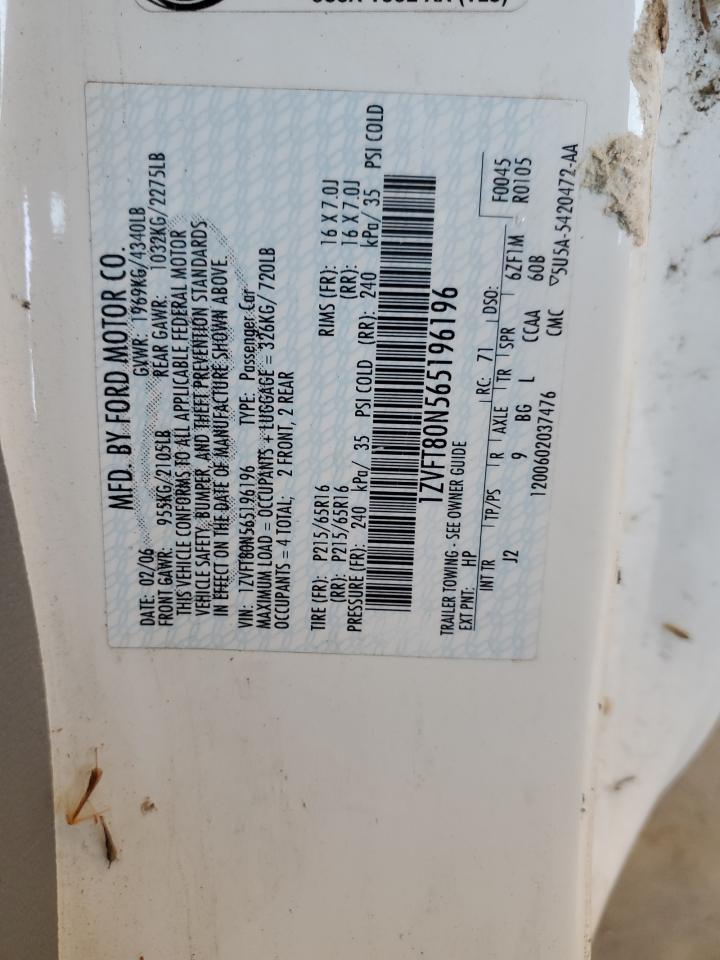 MFD. BY FORD MOTOR CO.
DATE: 02/06 GVWR: 1969KG/4340LB
FRONT GAWR: 955KG/2105LB REAR GAWR: 1032KG/2275LB
THIS VEHICLE CONFORMS TO ALL APPLICABLE FEDERAL MOTOR
VEHICLE SAFETY, BUMPER, AND THEFT PREVENTION STANDARDS
IN EFFECT ON THE DATE OF MANUFACTURE SHOWN ABOVE.
VIN: 1ZVFT80N565196196 TYPE: Passenger Car
MAXIMUM LOAD = OCCUPANTS + LUGGAGE = 326KG/ 720LB
OCCUPANTS = 4 TOTAL; 2 FRONT, 2 REAR
TIRE (FR): P215/65R16 RIMS (FR): 16 X 7.0J
(RR): P215/65R16 (RR): 16 X 7.0J
PRESSURE (FR): 240 kPa/ 35 PSI COLD (RR): 240 kPa/ 35 PSI COLD
1ZVFT80N565196196
TRAILER TOWING - SEE OWNER GUIDE
EXT PNT: HP RC: 71 DSO: F0045
R0105
INT TR TP/PS R AXLE TR SPR 6ZF1M
J2 9 BG L CCAA 60B
1200602037476 CMC ▽5U5A-5420472-AA